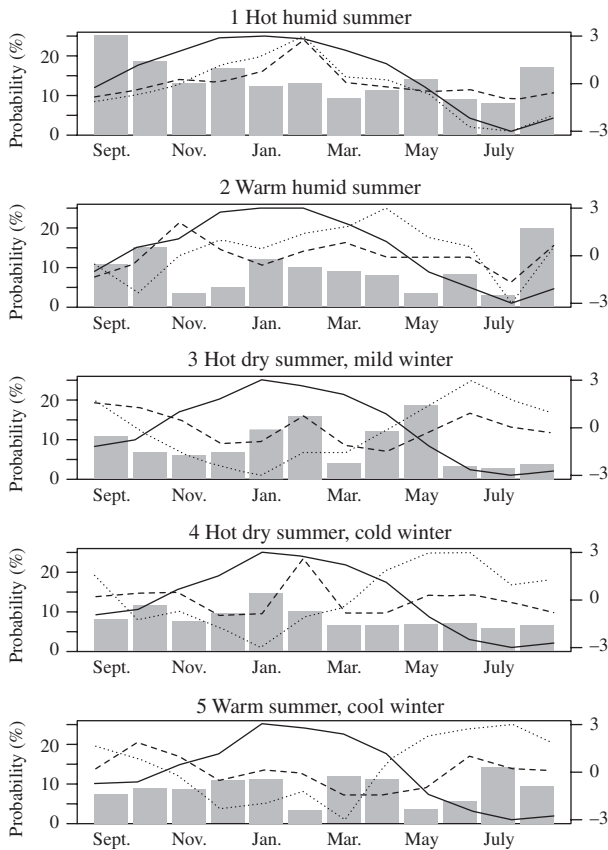 1 Hot humid summer
Probability (%)
20
10
0
3
0
−3
Sept. Nov. Jan. Mar. May July
2 Warm humid summer
Probability (%)
20
10
0
3
0
−3
Sept. Nov. Jan. Mar. May July
3 Hot dry summer, mild winter
Probability (%)
20
10
0
3
0
−3
Sept. Nov. Jan. Mar. May July
4 Hot dry summer, cold winter
Probability (%)
20
10
0
3
0
−3
Sept. Nov. Jan. Mar. May July
5 Warm summer, cool winter
Probability (%)
20
10
0
3
0
−3
Sept. Nov. Jan. Mar. May July